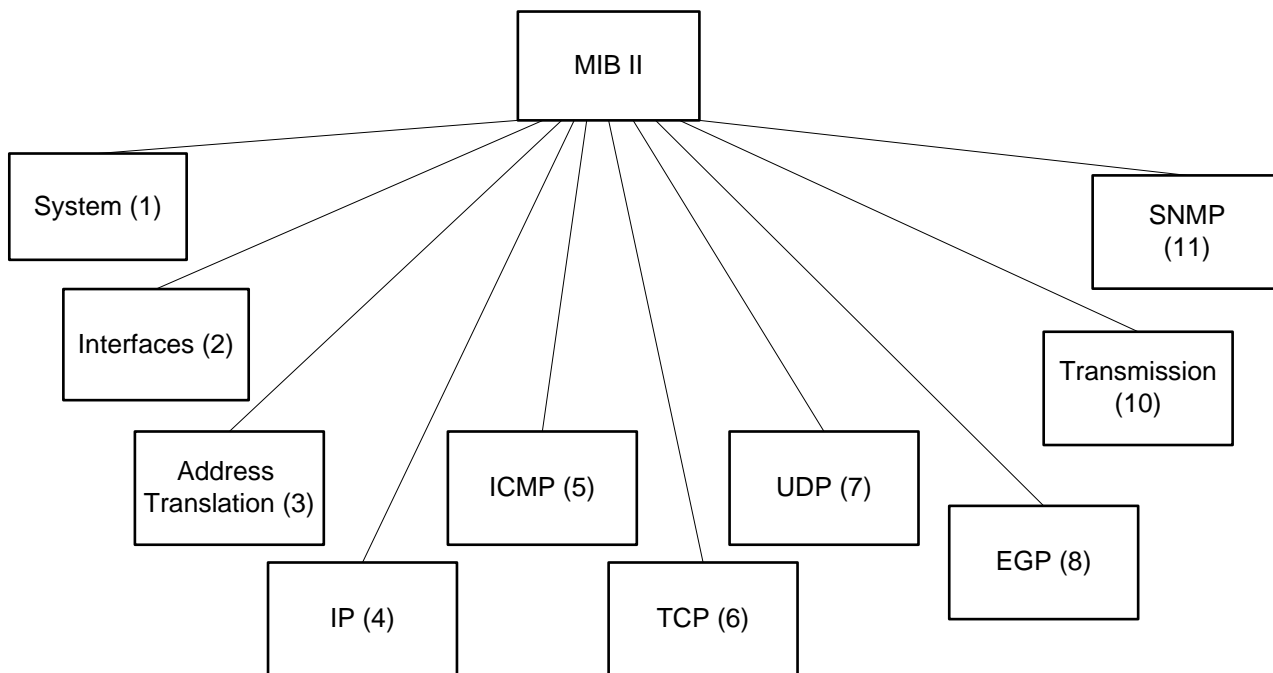 MIB II
System (1)
SNMP
(11)
Interfaces (2)
Transmission
(10)
Address
Translation (3)
ICMP (5)
UDP (7)
EGP (8)
IP (4)
TCP (6)